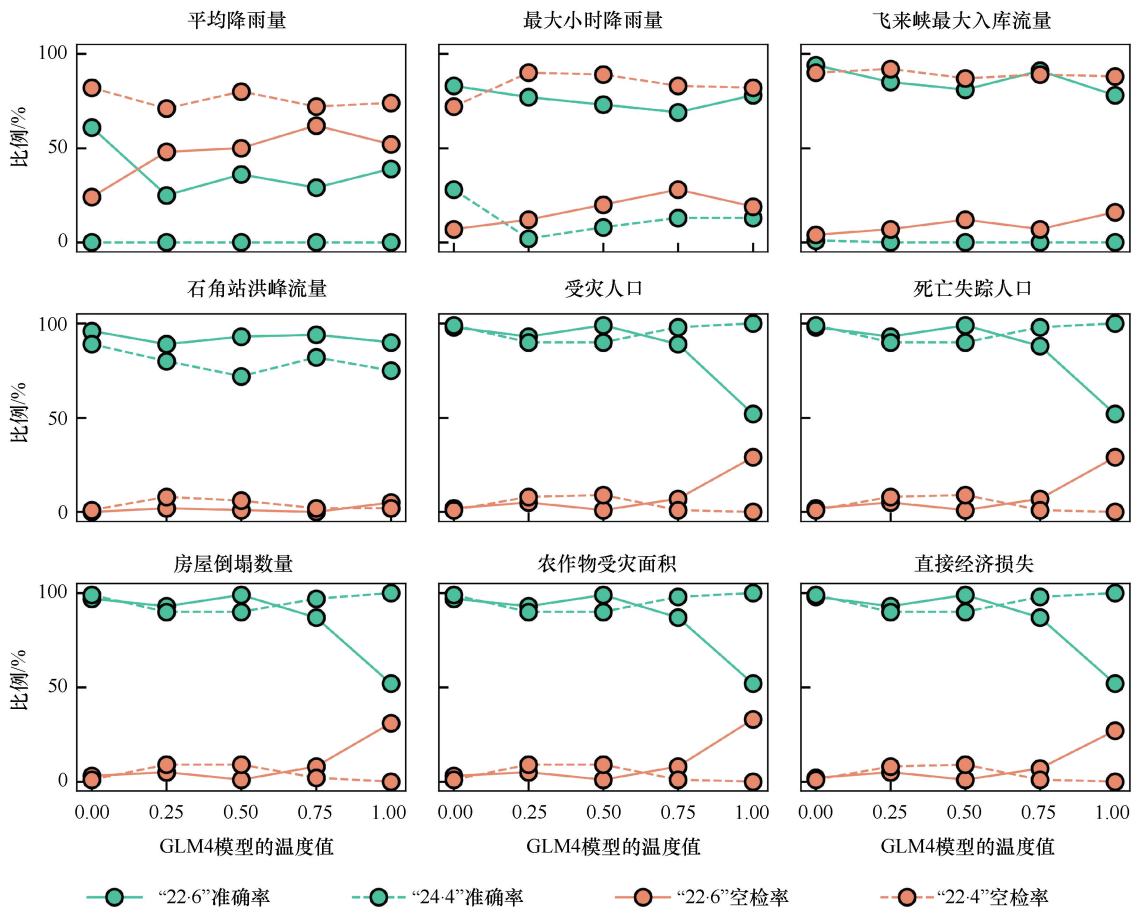 平均降雨量
最大小时降雨量
飞来峡最大入库流量
100
50
0
比例/%
石角站洪峰流量
受灾人口
死亡失踪人口
100
50
0
比例/%
房屋倒塌数量
农作物受灾面积
直接经济损失
100
50
0
比例/%
0.00 0.25 0.50 0.75 1.00
0.00 0.25 0.50 0.75 1.00
0.00 0.25 0.50 0.75 1.00
GLM4模型的温度值
GLM4模型的温度值
GLM4模型的温度值
“22·6”准确率
“24·4”准确率
“22·6”空检率
“22·4”空检率